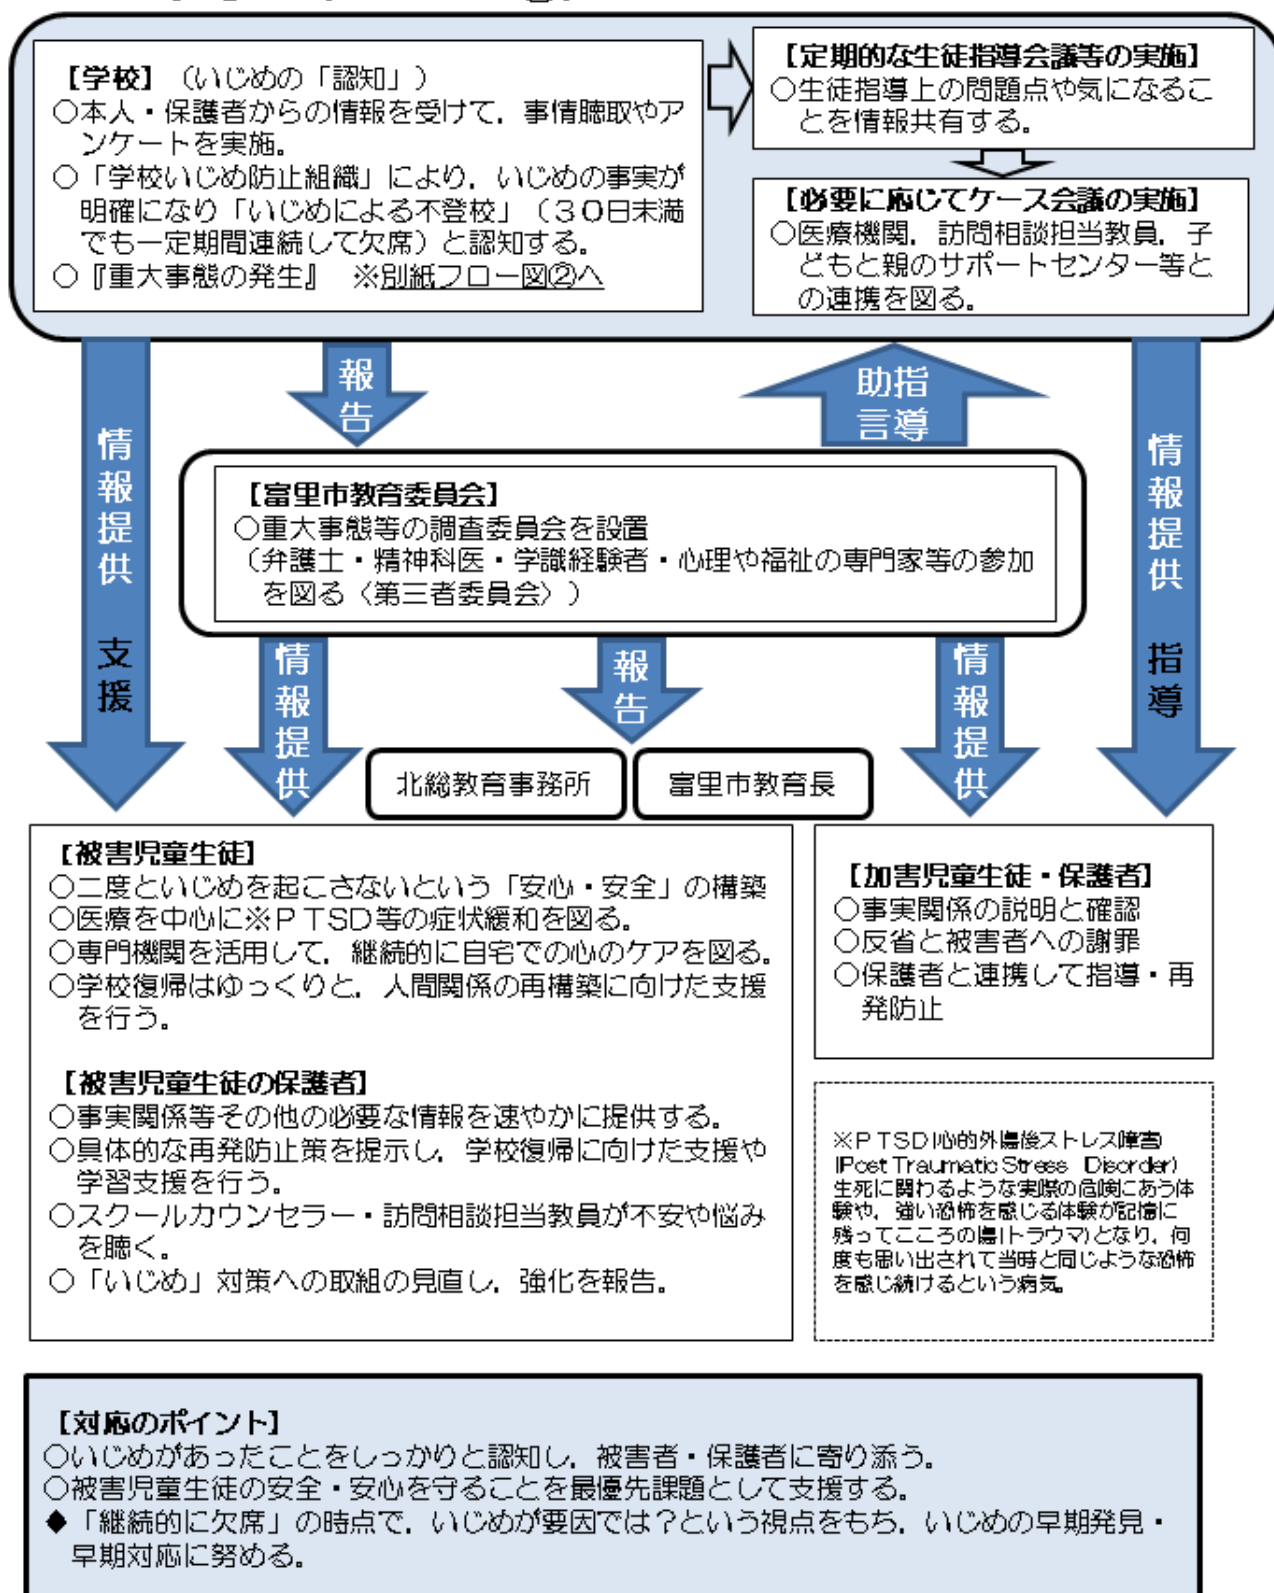 【学校】（いじめの「認知」）
○本人・保護者からの情報を受けて，事情聴取やア
ンケートを実施。
○「学校いじめ防止組織」により，いじめの事実が
明確になり「いじめによる不登校」（３０日未満
でも一定期間連続して欠席）と認知する。
○『重大事態の発生』　※別紙フロー図②へ
【定期的な生徒指導会議等の実施】
○生徒指導上の問題点や気になるこ
とを情報共有する。
【必要に応じてケース会議の実施】
○医療機関，訪問相談担当教員，子
どもと親のサポートセンター等と
の連携を図る。
情報提供　支援
報告
助言
指導
情報提供　指導
【富里市教育委員会】
○重大事態等の調査委員会を設置
（弁護士・精神科医・学識経験者・心理や福祉の専門家等の参加
を図る〈第三者委員会〉）
情報提供
報告
情報提供
北総教育事務所
富里市教育長
【被害児童生徒】
○二度といじめを起こさないという「安心・安全」の構築
○医療を中心に※ＰＴＳＤ等の症状緩和を図る。
○専門機関を活用して，継続的に自宅での心のケアを図る。
○学校復帰はゆっくりと，人間関係の再構築に向けた支援
を行う。
【被害児童生徒の保護者】
○事実関係等その他の必要な情報を速やかに提供する。
○具体的な再発防止策を提示し，学校復帰に向けた支援や
学習支援を行う。
○スクールカウンセラー・訪問相談担当教員が不安や悩み
を聴く。
○「いじめ」対策への取組の見直し，強化を報告。
【加害児童生徒・保護者】
○事実関係の説明と確認
○反省と被害者への謝罪
○保護者と連携して指導・再
発防止
※ＰＴＳＤ(心的外傷後ストレス障害)
(Post Traumatic Stress　Disorder)
生死に関わるような実際の危険にあう体
験や，強い恐怖を感じる体験が記憶に
残ってこころの傷(トラウマ)となり，何
度も思い出されて当時と同じような恐怖
を感じ続けるという病気。
【対応のポイント】
○いじめがあったことをしっかりと認知し，被害者・保護者に寄り添う。
○被害児童生徒の安全・安心を守ることを最優先課題として支援する。
◆「継続的に欠席」の時点で，いじめが要因では？という視点をもち，いじめの早期発見・
早期対応に努める。